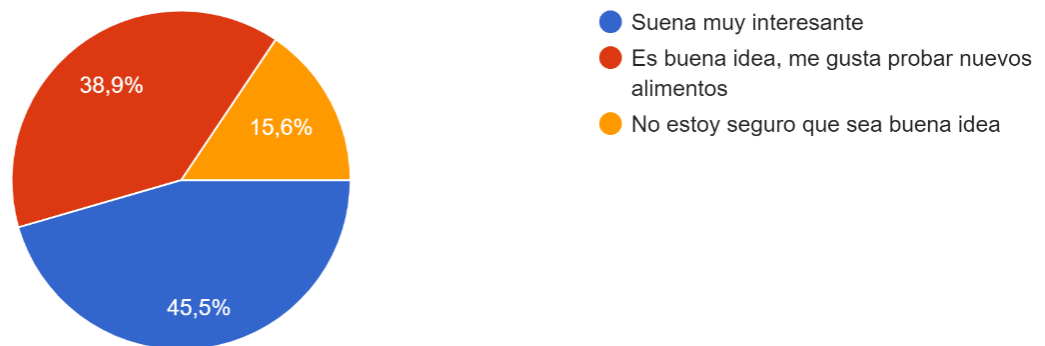 Suena muy interesante
38,9%
Es buena idea, me gusta probar nuevos
alimentos
15,6%
No estoy seguro que sea buena idea
45,5%